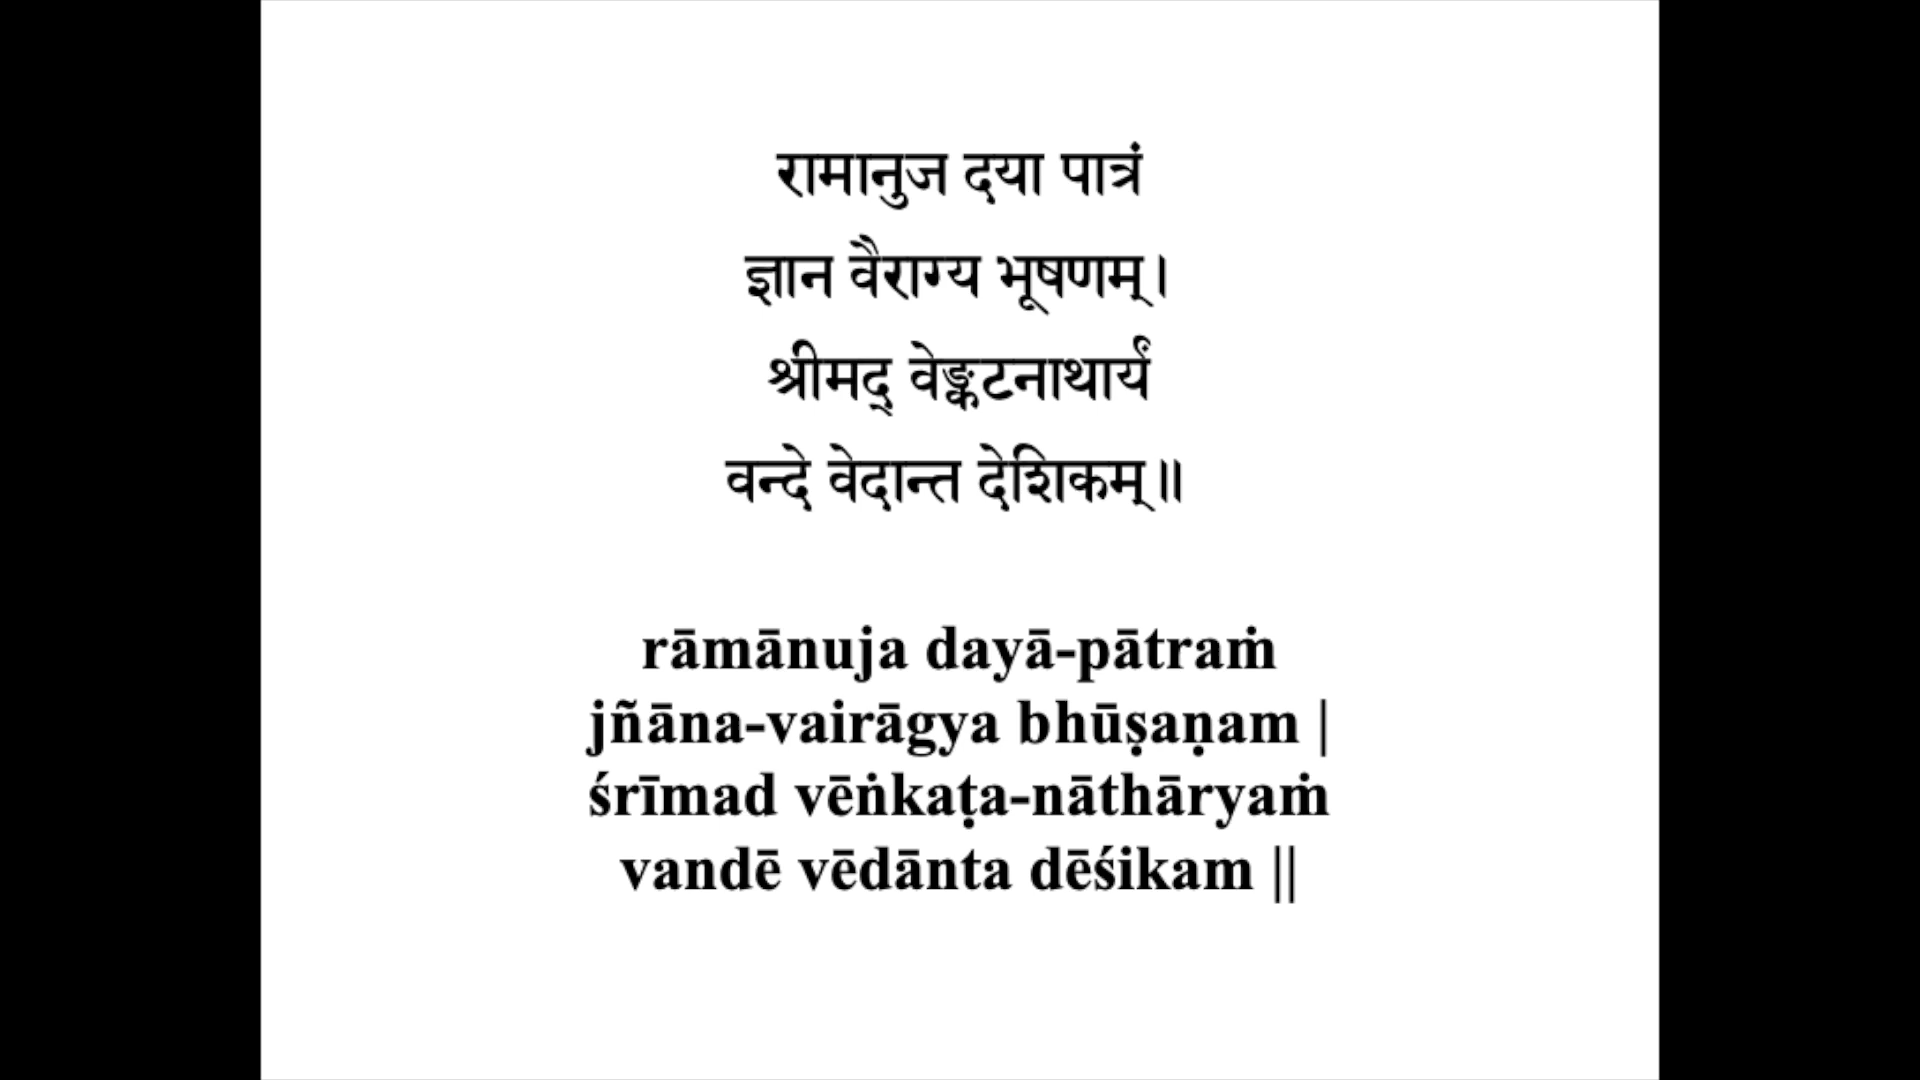 रामानुज दया पात्रं
ज्ञान वैराग्य भूषणम्।
श्रीमद् वेङ्कटनाथार्यं
वन्दे वेदान्त देशिकम्॥
rāmānuja dayā-pātraṁ
jñāna-vairāgya bhūṣaṇam |
śrīmad vēṅkaṭa-nāthāryaṁ
vandē vēdānta dēśikam ||